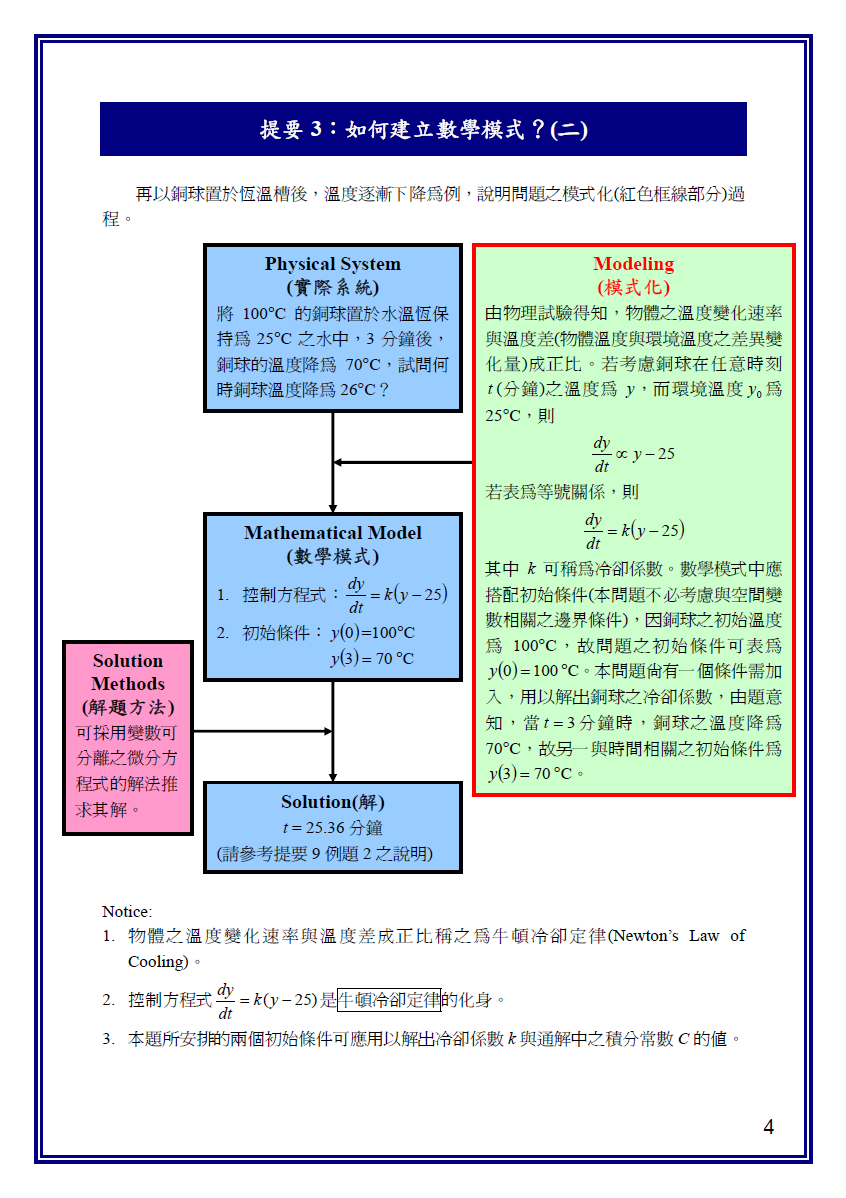 提要 3：如何建立數學模式？(二)
再以銅球置於恆溫槽後，溫度逐漸下降為例，說明問題之模式化(紅色框線部分)過
程。
Physical System
(實際系統)
將 100°C 的銅球置於水溫恆保
持為 25°C 之水中，3 分鐘後，
銅球的溫度降為 70°C，試問何
時銅球溫度降為 26°C？
Modeling
(模式化)
由物理試驗得知，物體之溫度變化速率
與溫度差(物體溫度與環境溫度之差異變
化量)成正比。若考慮銅球在任意時刻
t (分鐘)之溫度為 y，而環境溫度 y₀ 為
25°C，則
dy/dt ∝ y − 25
若表為等號關係，則
dy/dt = k(y − 25)
其中 k 可稱為冷卻係數。數學模式中應
搭配初始條件(本問題不必考慮與空間變
數相關之邊界條件)，因銅球之初始溫度
為 100°C，故問題之初始條件可表為
y(0) = 100 °C。本問題尚有一個條件需加
入，用以解出銅球之冷卻係數，由題意
知，當 t = 3 分鐘時，銅球之溫度降為
70°C，故另一與時間相關之初始條件為
y(3) = 70 °C。
Mathematical Model
(數學模式)
1. 控制方程式：dy/dt = k(y − 25)
2. 初始條件： y(0) =100°C
y(3) = 70 °C
Solution
Methods
(解題方法)
可採用變數可
分離之微分方
程式的解法推
求其解。
Solution(解)
t = 25.36 分鐘
(請參考提要 9 例題 2 之說明)
Notice:
1. 物體之溫度變化速率與溫度差成正比稱之為牛頓冷卻定律(Newton’s Law of
Cooling)。
2. 控制方程式 dy/dt = k(y − 25) 是牛頓冷卻定律的化身。
3. 本題所安排的兩個初始條件可應用以解出冷卻係數 k 與通解中之積分常數 C 的值。
4